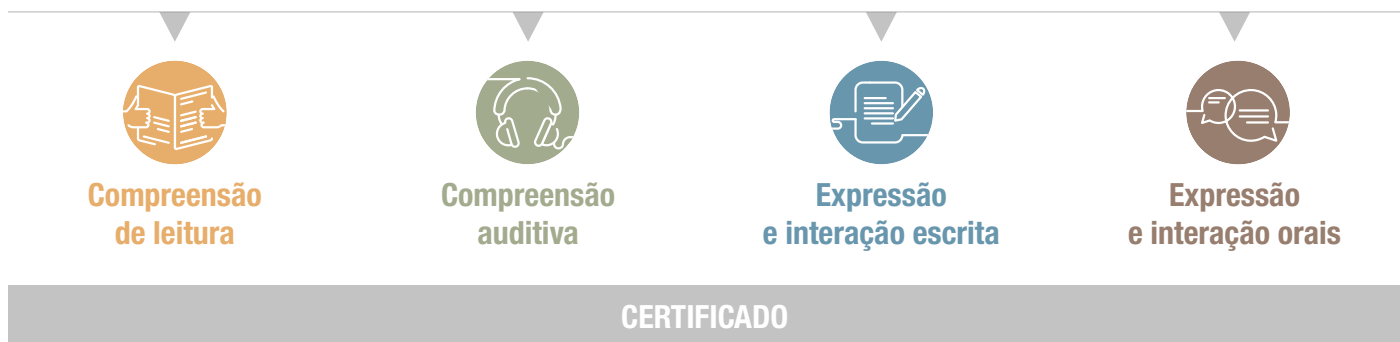 Compreensão
de leitura
Compreensão
auditiva
Expressão
e interação escrita
Expressão
e interação orais
CERTIFICADO